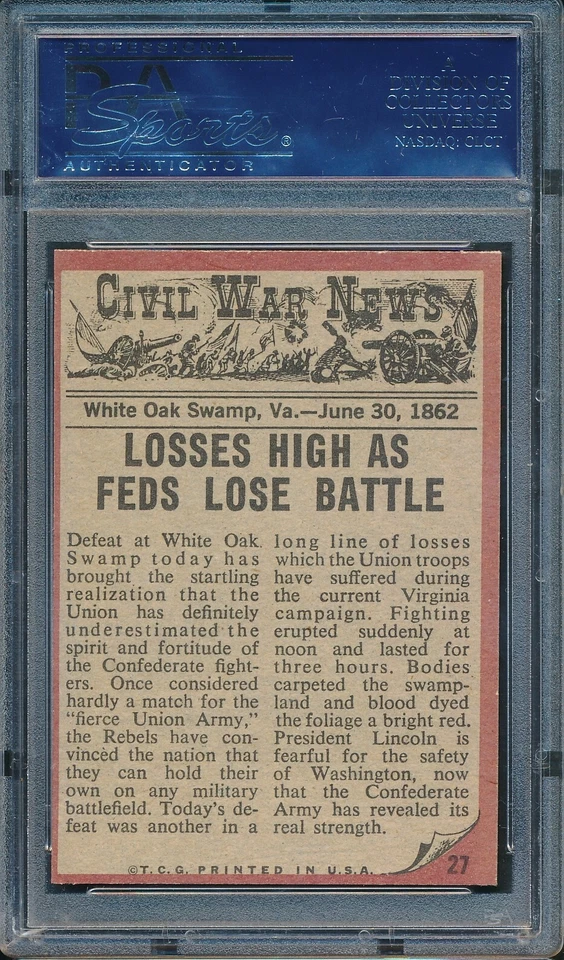 PROFESSIONAL
PSA
Sports®
AUTHENTICATOR
A
DIVISION OF
COLLECTORS
UNIVERSE
NASDAQ: CLCT
CIVIL WAR NEWS
White Oak Swamp, Va.—June 30, 1862
LOSSES HIGH AS
FEDS LOSE BATTLE
Defeat at White Oak
Swamp today has
brought the startling
realization that the
Union has definitely
underestimated the
spirit and fortitude of
the Confederate fight-
ers. Once considered
hardly a match for the
“fierce Union Army,”
the Rebels have con-
vinced the nation that
they can hold their
own on any military
battlefield. Today's de-
feat was another in a
long line of losses
which the Union troops
have suffered during
the current Virginia
campaign. Fighting
erupted suddenly at
noon and lasted for
three hours. Bodies
carpeted the swamp-
land and blood dyed
the foliage a bright red.
President Lincoln is
fearful for the safety
of Washington, now
that the Confederate
Army has revealed its
real strength.
©T.C.G. PRINTED IN U.S.A.
27